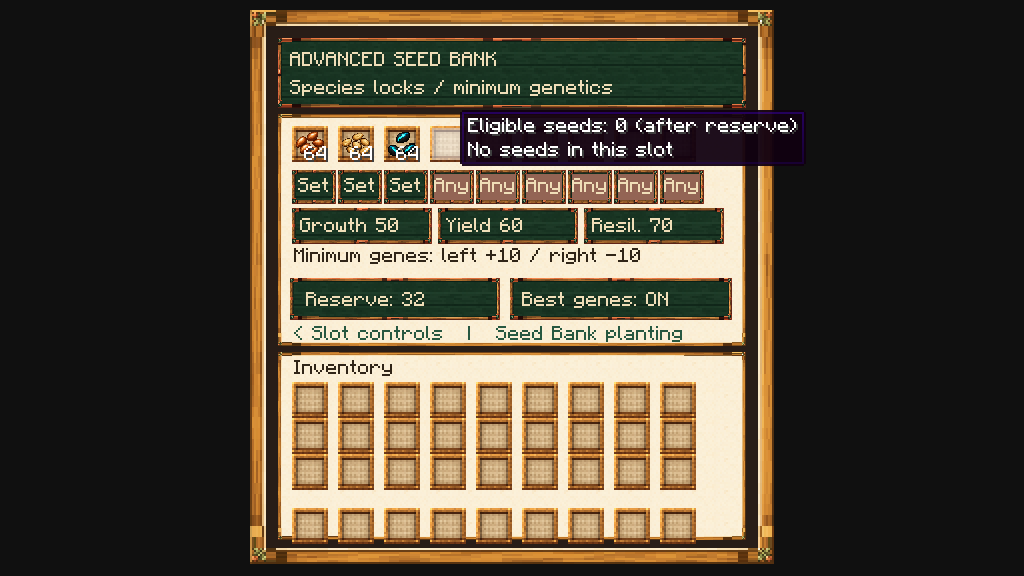 ADVANCED SEED BANK
Species locks / minimum genetics
Eligible seeds: 0 (after reserve)
No seeds in this slot
64 64 64
Set Set Set Any Any Any Any Any Any
Growth 50 Yield 60 Resil. 70
Minimum genes: left +10 / right -10
Reserve: 32 Best genes: ON
< Slot controls | Seed Bank planting
Inventory